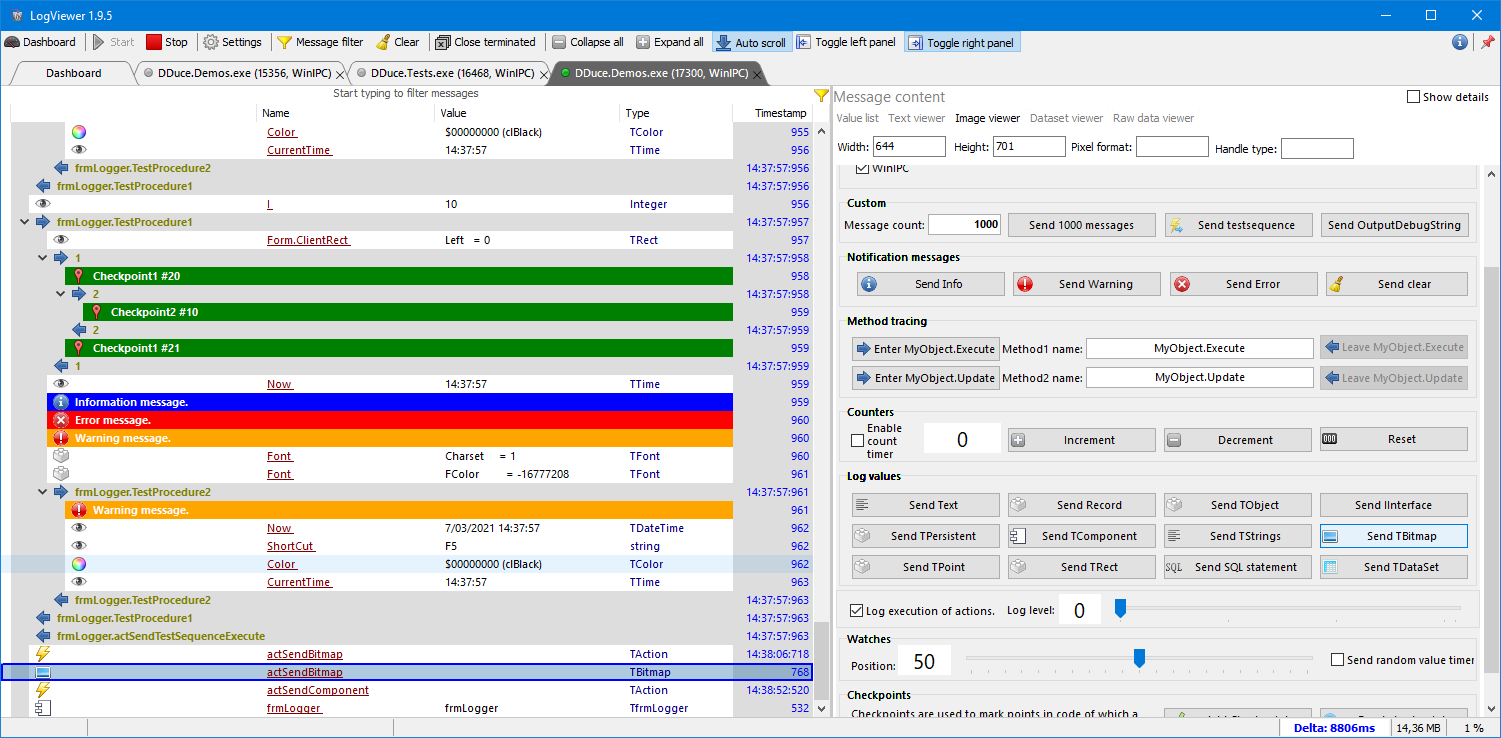 LogViewer 1.9.5
Dashboard Start Stop Settings Message filter Clear Close terminated Collapse all Expand all Auto scroll Toggle left panel Toggle right panel
Dashboard DDuce.Demos.exe (15356, WinIPC) DDuce.Tests.exe (16468, WinIPC) DDuce.Demos.exe (17300, WinIPC)
Start typing to filter messages
Name Value Type Timestamp
Color $00000000 (clBlack) TColor 955
CurrentTime 14:37:57 TTime 956
frmLogger.TestProcedure2 14:37:57:956
frmLogger.TestProcedure1 14:37:57:956
I 10 Integer 956
frmLogger.TestProcedure1 14:37:57:957
Form.ClientRect Left = 0 TRect 957
1 14:37:57:958
Checkpoint1 #20 958
2 14:37:57:958
Checkpoint2 #10 959
2 14:37:57:959
Checkpoint1 #21 959
1 14:37:57:959
Now 14:37:57 TTime 959
Information message. 959
Error message. 960
Warning message. 960
Font Charset = 1 TFont 960
Font FColor = -16777208 TFont 961
frmLogger.TestProcedure2 14:37:57:961
Warning message. 961
Now 7/03/2021 14:37:57 TDateTime 962
ShortCut F5 string 962
Color $00000000 (clBlack) TColor 962
CurrentTime 14:37:57 TTime 963
frmLogger.TestProcedure2 14:37:57:963
frmLogger.TestProcedure1 14:37:57:963
frmLogger.actSendTestSequenceExecute 14:37:57:963
actSendBitmap TAction 14:38:06:718
actSendBitmap TBitmap 768
actSendComponent TAction 14:38:52:520
frmLogger frmLogger TfrmLogger 532
Message content Show details
Value list Text viewer Image viewer Dataset viewer Raw data viewer
Width: 644 Height: 701 Pixel format: Handle type:
WinIPC
Custom
Message count: 1000 Send 1000 messages Send testsequence Send OutputDebugString
Notification messages
Send Info Send Warning Send Error Send clear
Method tracing
Enter MyObject.Execute Method1 name: MyObject.Execute Leave MyObject.Execute
Enter MyObject.Update Method2 name: MyObject.Update Leave MyObject.Update
Counters
Enable count timer 0 Increment Decrement 000 Reset
Log values
Send Text Send Record Send TObject Send IInterface
Send TPersistent Send TComponent Send TStrings Send TBitmap
Send TPoint Send TRect SQL Send SQL statement Send TDataSet
Log execution of actions. Log level: 0
Watches
Position: 50 Send random value timer
Checkpoints
Checkpoints are used to mark points in code of which a
Delta: 8806ms 14,36 MB 1 %